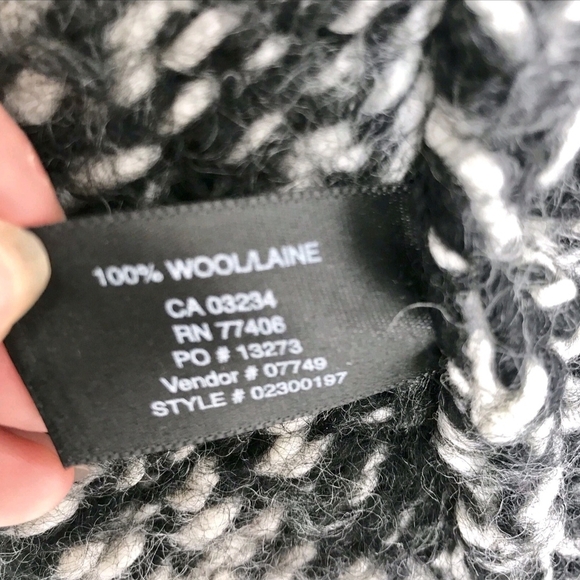 100% WOOL/LAINE
CA 03234
RN 77406
PO # 13273
Vendor # 07749
STYLE # 02300197